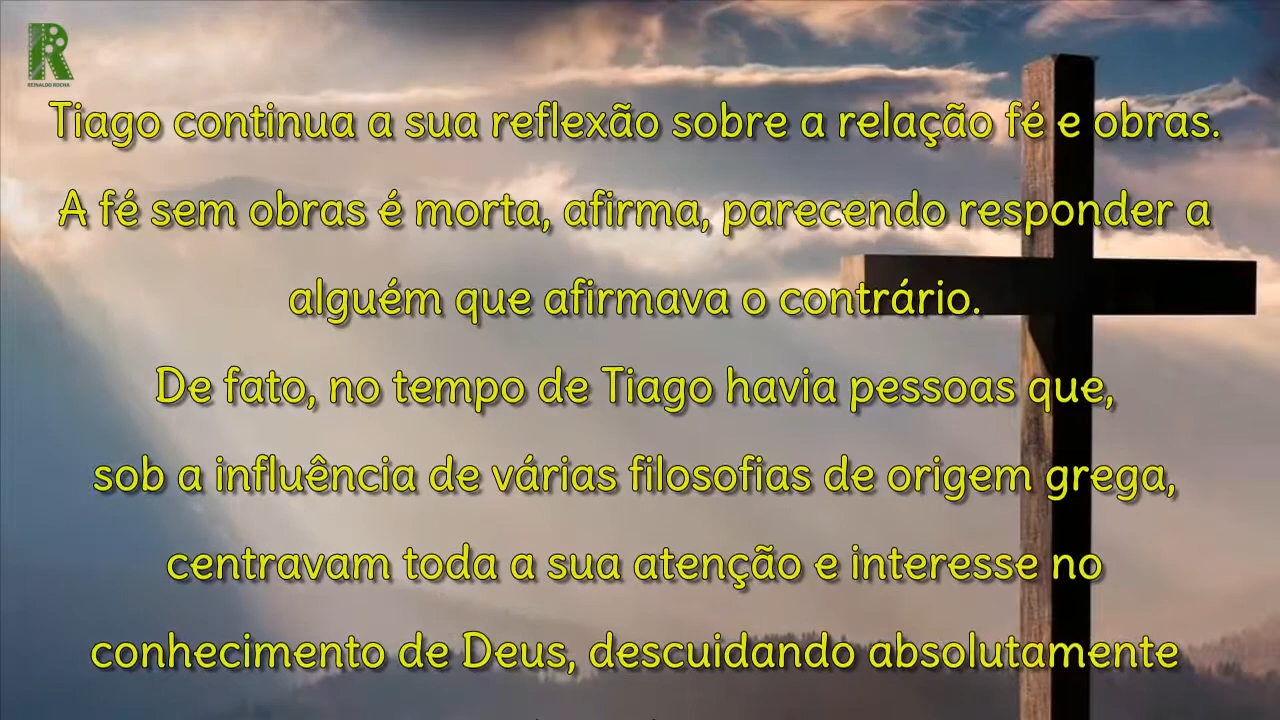 REINALDO ROCHA
Tiago continua a sua reflexão sobre a relação fé e obras.
A fé sem obras é morta, afirma, parecendo responder a
alguém que afirmava o contrário.
De fato, no tempo de Tiago havia pessoas que,
sob a influência de várias filosofias de origem grega,
centravam toda a sua atenção e interesse no
conhecimento de Deus, descuidando absolutamente